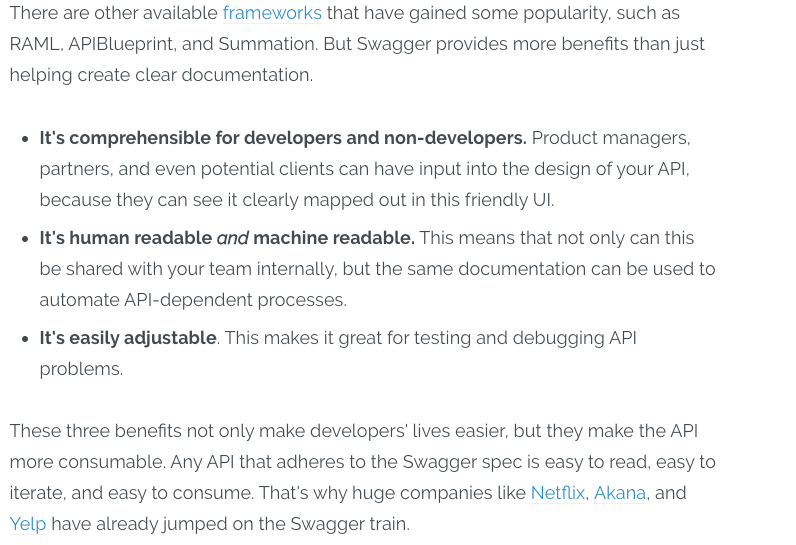 There are other available frameworks that have gained some popularity, such as
RAML, APIBlueprint, and Summation. But Swagger provides more benefits than just
helping create clear documentation.
• It's comprehensible for developers and non-developers. Product managers,
partners, and even potential clients can have input into the design of your API,
because they can see it clearly mapped out in this friendly UI.
• It's human readable and machine readable. This means that not only can this
be shared with your team internally, but the same documentation can be used to
automate API-dependent processes.
• It's easily adjustable. This makes it great for testing and debugging API
problems.
These three benefits not only make developers' lives easier, but they make the API
more consumable. Any API that adheres to the Swagger spec is easy to read, easy to
iterate, and easy to consume. That's why huge companies like Netflix, Akana, and
Yelp have already jumped on the Swagger train.